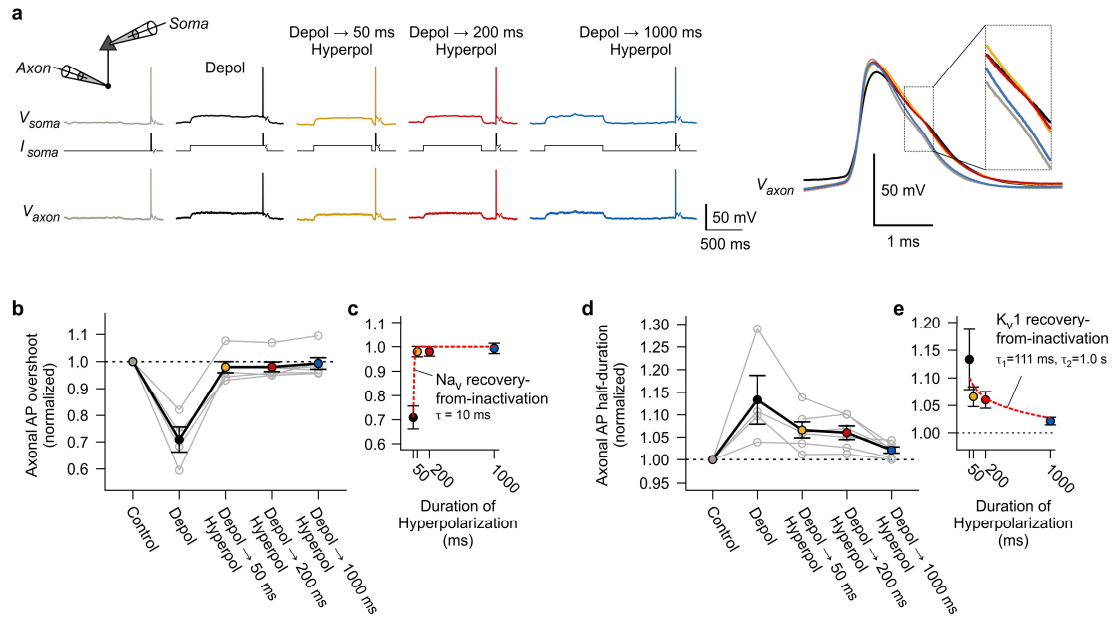 a
Soma
Axon
Depol
Depol → 50 ms
Hyperpol
Depol → 200 ms
Hyperpol
Depol → 1000 ms
Hyperpol
V soma
I soma
V axon
50 mV
500 ms
V axon
50 mV
1 ms
b
Axonal AP overshoot
(normalized)
1.1
1.0
0.9
0.8
0.7
0.6
Control
Depol
Depol → 50 ms
Hyperpol
Depol → 200 ms
Hyperpol
Depol → 1000 ms
Hyperpol
c
1.1
1.0
0.9
0.8
0.7
0.6
Nav recovery-
from-inactivation
τ = 10 ms
50
200
1000
Duration of
Hyperpolarization
(ms)
d
Axonal AP half-duration
(normalized)
1.30
1.25
1.20
1.15
1.10
1.05
1.00
0.95
Control
Depol
Depol → 50 ms
Hyperpol
Depol → 200 ms
Hyperpol
Depol → 1000 ms
Hyperpol
e
1.20
1.15
1.10
1.05
1.00
Kv1 recovery-
from-inactivation
τ1=111 ms, τ2=1.0 s
50
200
1000
Duration of
Hyperpolarization
(ms)